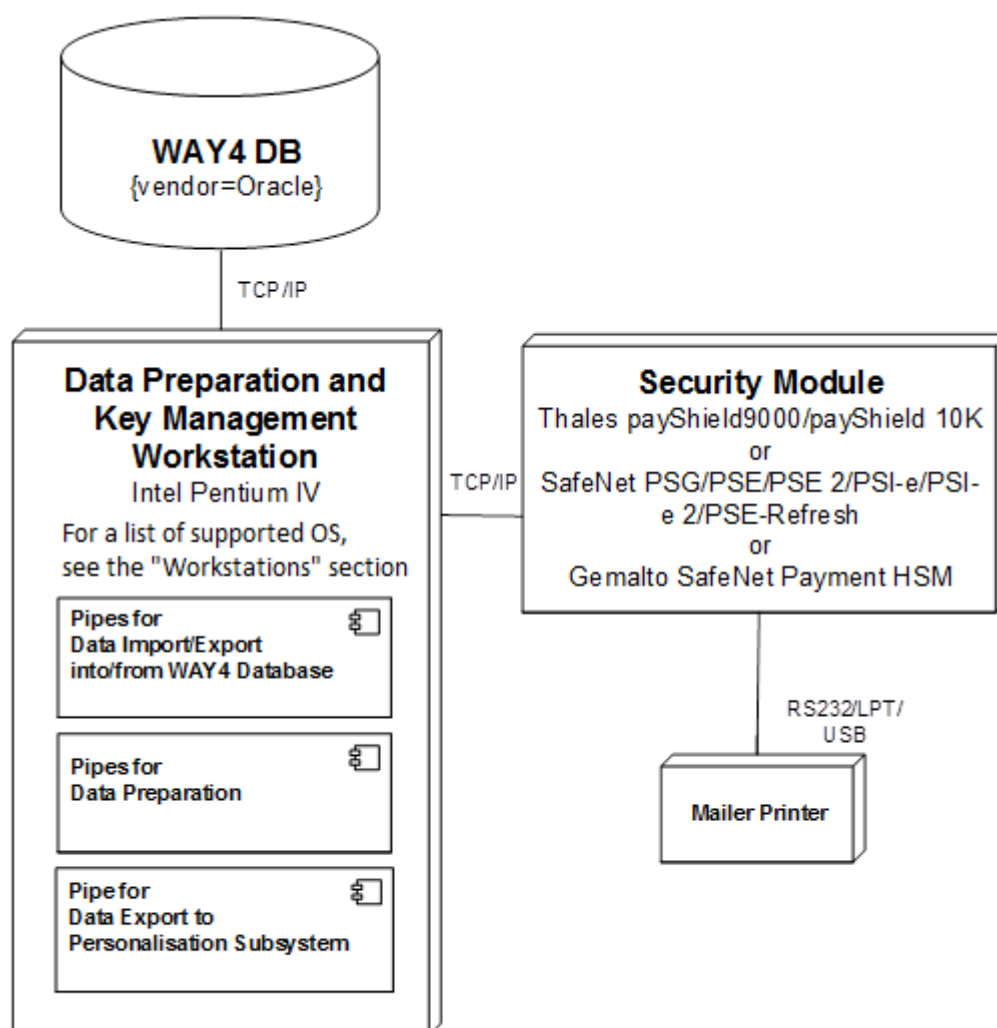 WAY4 DB
{vendor=Oracle}
TCP/IP
Data Preparation and
Key Management
Workstation
Intel Pentium IV
For a list of supported OS,
see the "Workstations" section
Pipes for
Data Import/Export
into/from WAY4 Database
Pipes for
Data Preparation
Pipe for
Data Export to
Personalisation Subsystem
TCP/IP
Security Module
Thales payShield9000/payShield 10K
or
SafeNet PSG/PSE/PSE 2/PSI-e/PSI-
e 2/PSE-Refresh
or
Gemalto SafeNet Payment HSM
RS232/LPT/
USB
Mailer Printer